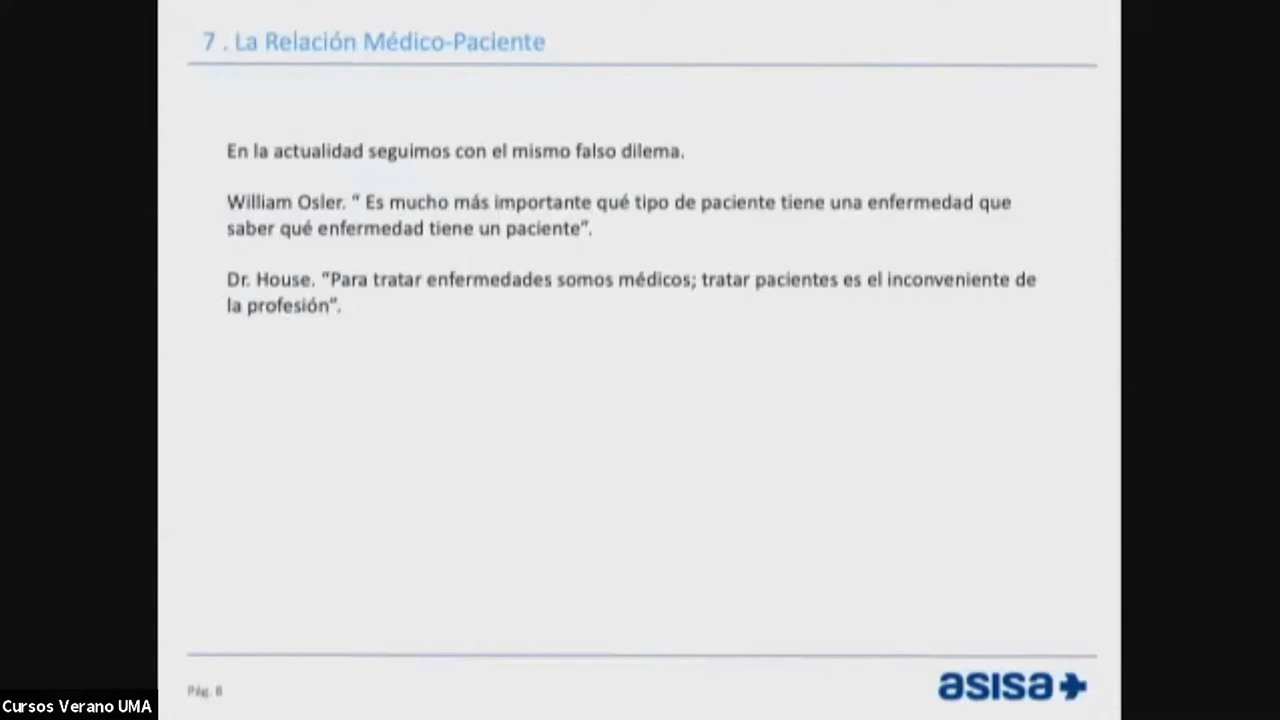 7 . La Relación Médico-Paciente
En la actualidad seguimos con el mismo falso dilema.
William Osler. “ Es mucho más importante qué tipo de paciente tiene una enfermedad que
saber qué enfermedad tiene un paciente”.
Dr. House. “Para tratar enfermedades somos médicos; tratar pacientes es el inconveniente de
la profesión”.
Pág. 8
asisa
Cursos Verano UMA